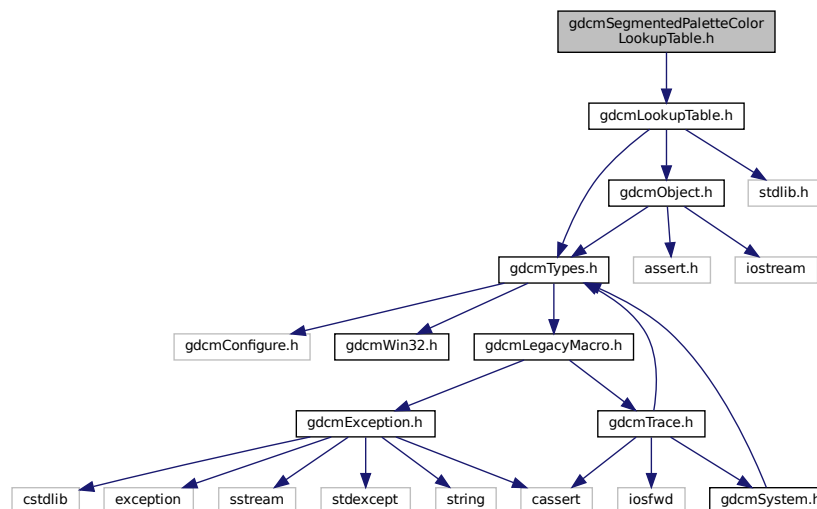 gdcmSegmentedPaletteColor
LookupTable.h
gdcmLookupTable.h
gdcmObject.h
stdlib.h
gdcmTypes.h
assert.h
iostream
gdcmConfigure.h
gdcmWin32.h
gdcmLegacyMacro.h
gdcmException.h
gdcmTrace.h
cstdlib
exception
sstream
stdexcept
string
cassert
iosfwd
gdcmSystem.h